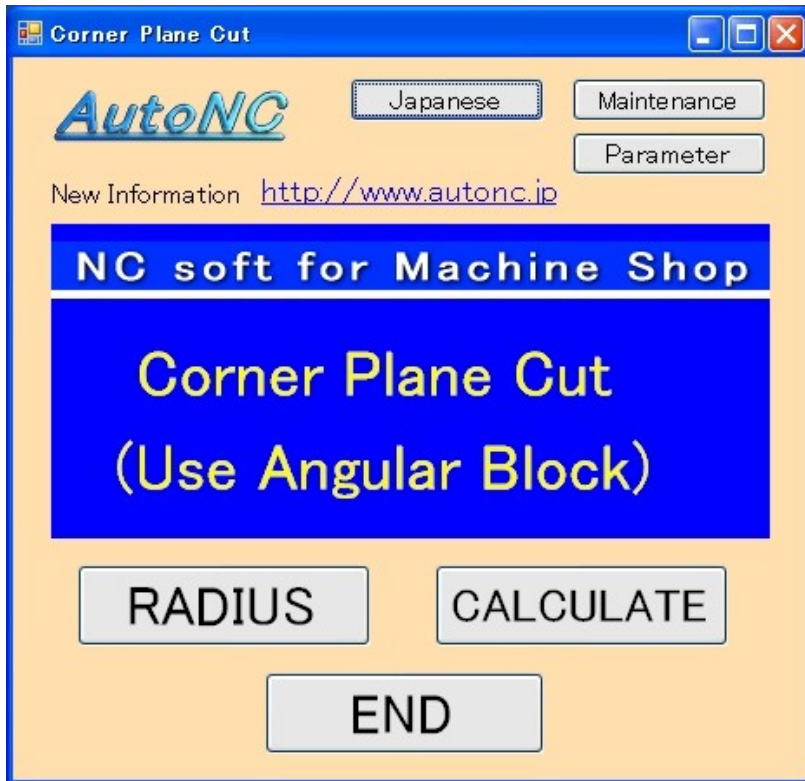 Corner Plane Cut
AutoNC
Japanese
Maintenance
Parameter
New Information http://www.autonc.jp
NC soft for Machine Shop
Corner Plane Cut
(Use Angular Block)
RADIUS
CALCULATE
END